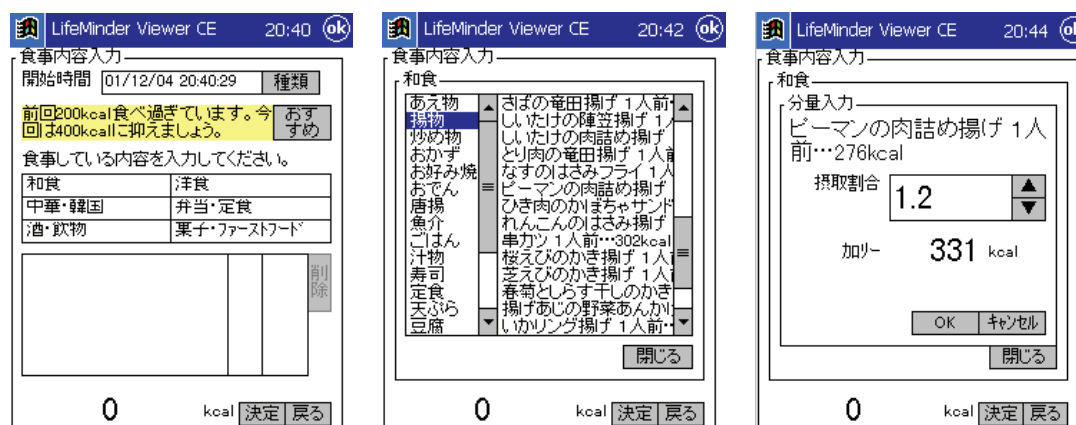 LifeMinder Viewer CE 20:40 ok
食事内容入力
開始時間 01/12/04 20:40:29 種類
前回200kcal食べ過ぎています。今
回は400kcalに抑えましょう。
おす
すめ
食事している内容を入力してください。
和食 洋食
中華・韓国 弁当・定食
酒・飲物 菓子・ファーストフード
削
除
0 kcal 決定 戻る
LifeMinder Viewer CE 20:42 ok
食事内容入力
和食
あえ物
揚物
炒め物
おかず
お好み焼
おでん
唐揚
魚介
ごはん
汁物
寿司
定食
天ぷら
豆腐
さばの竜田揚げ 1人前…
しいたけの陣笠揚げ 1人
しいたけの肉詰め揚げ
とり肉の竜田揚げ 1人前
なすのはさみフライ 1人
ピーマンの肉詰め揚げ
ひき肉のかぼちゃサンド
れんこんのはさみ揚げ
串カツ 1人前…302kcal
桜えびのかき揚げ 1人前
芝えびのかき揚げ 1人前
春菊としらす干しのかき
揚げあじの野菜あんかけ
いかリング揚げ 1人前…
閉じる
0 kcal 決定 戻る
LifeMinder Viewer CE 20:44 ok
食事内容入力
和食
分量入力
ピーマンの肉詰め揚げ 1人
前…276kcal
摂取割合 1.2
カロリー 331 kcal
OK キャンセル
閉じる
0 kcal 決定 戻る